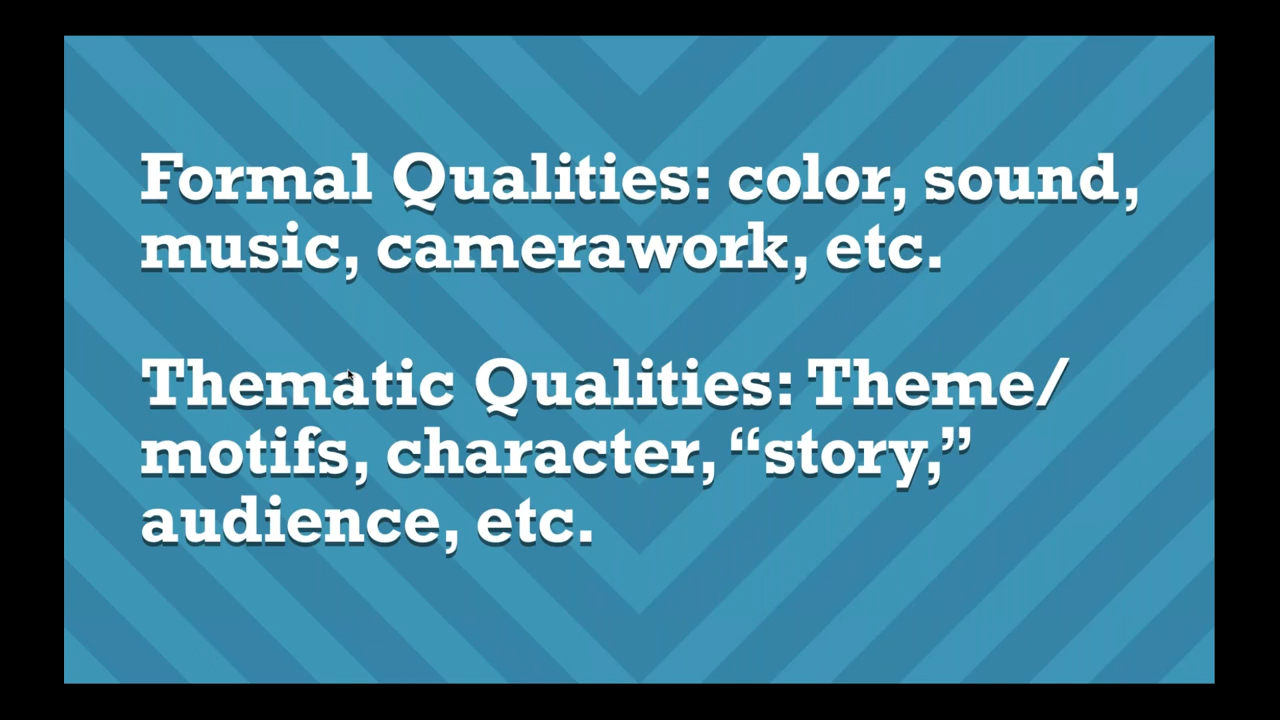 Formal Qualities: color, sound,
music, camerawork, etc.
Thematic Qualities: Theme/
motifs, character, “story,”
audience, etc.